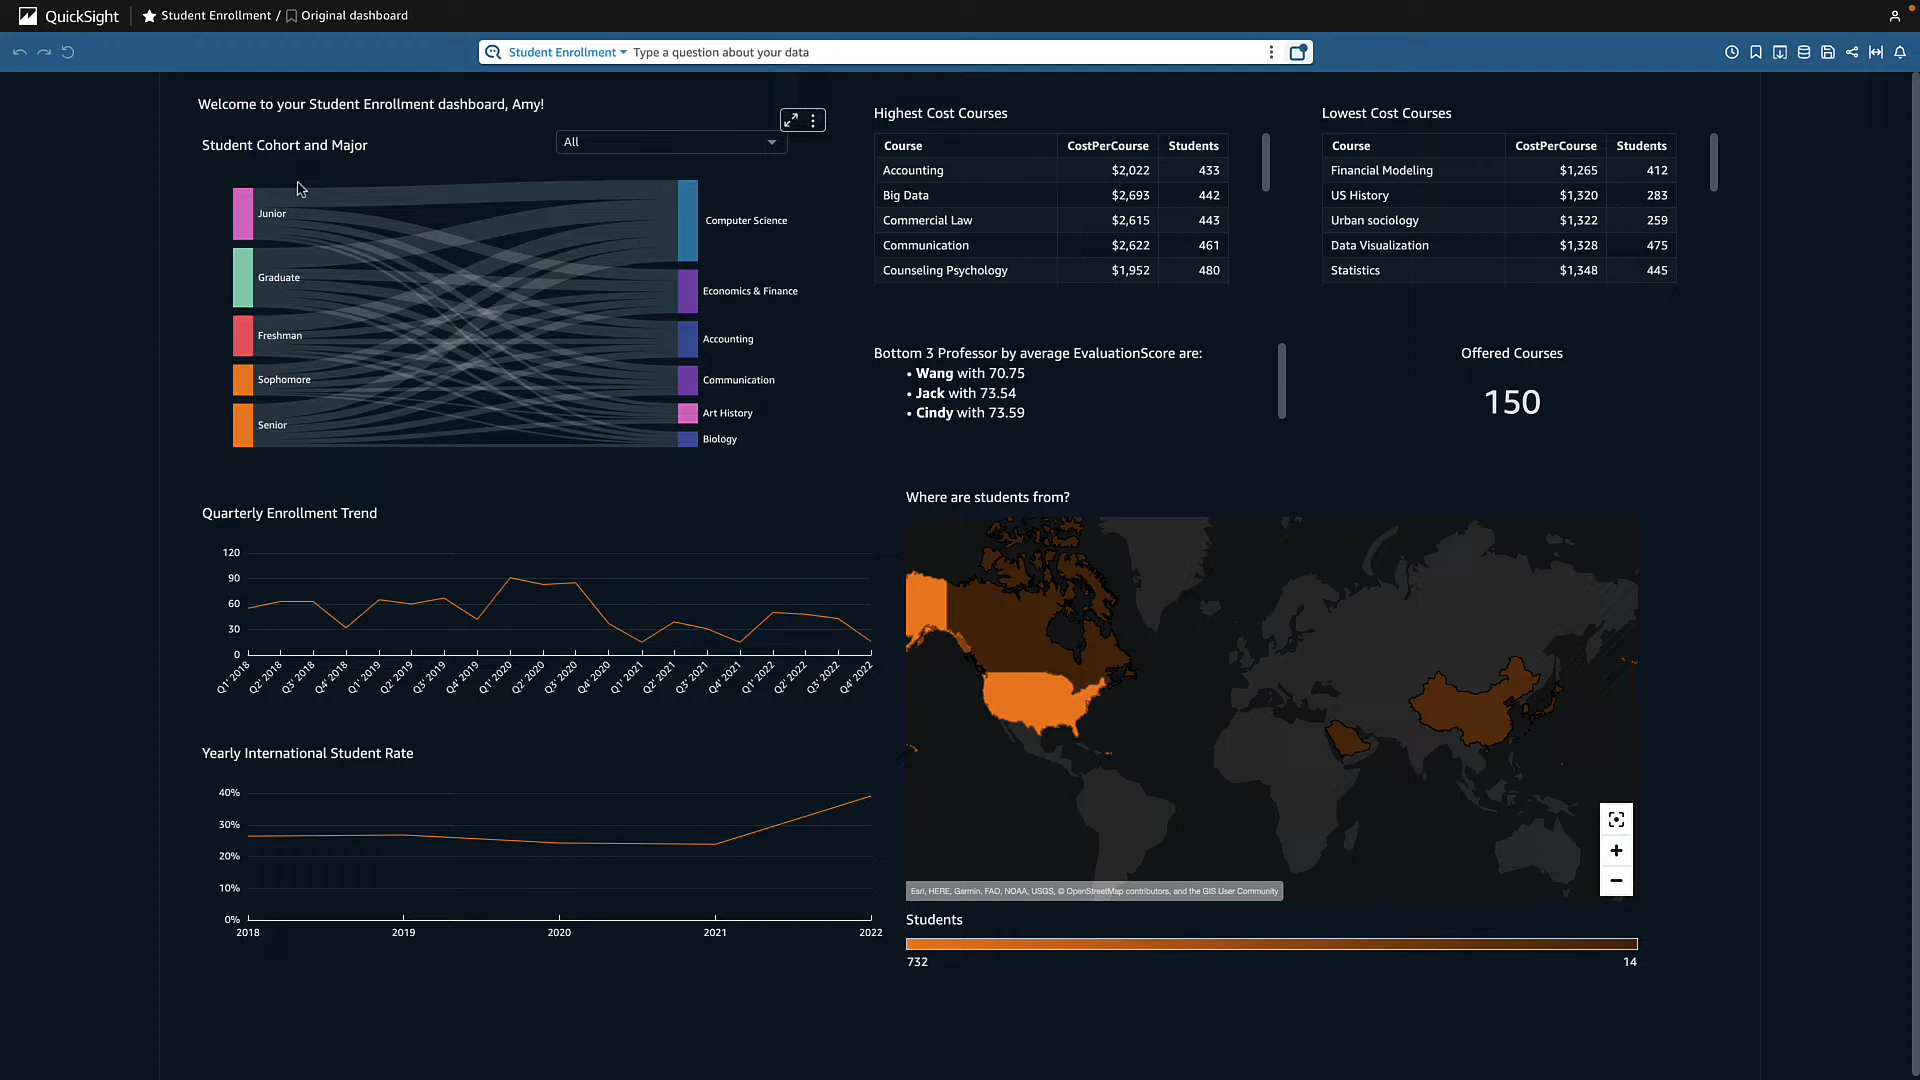 QuickSight
Student Enrollment / Original dashboard
Student Enrollment Type a question about your data
Welcome to your Student Enrollment dashboard, Amy!
Student Cohort and Major
All
Junior
Graduate
Freshman
Sophomore
Senior
Computer Science
Economics & Finance
Accounting
Communication
Art History
Biology
Highest Cost Courses
Course CostPerCourse Students
Accounting $2,022 433
Big Data $2,693 442
Commercial Law $2,615 443
Communication $2,622 461
Counseling Psychology $1,952 480
Lowest Cost Courses
Course CostPerCourse Students
Financial Modeling $1,265 412
US History $1,320 283
Urban sociology $1,322 259
Data Visualization $1,328 475
Statistics $1,348 445
Bottom 3 Professor by average EvaluationScore are:
• Wang with 70.75
• Jack with 73.54
• Cindy with 73.59
Offered Courses
150
Quarterly Enrollment Trend
120
90
60
30
0
Q1' 2018 Q2' 2018 Q3' 2018 Q4' 2018 Q1' 2019 Q2' 2019 Q3' 2019 Q4' 2019 Q1' 2020 Q2' 2020 Q3' 2020 Q4' 2020 Q1' 2021 Q2' 2021 Q3' 2021 Q4' 2021 Q1' 2022 Q2' 2022 Q3' 2022 Q4' 2022
Yearly International Student Rate
40%
30%
20%
10%
0%
2018 2019 2020 2021 2022
Where are students from?
Esri, HERE, Garmin, FAO, NOAA, USGS, © OpenStreetMap contributors, and the GIS User Community
Students
732 14